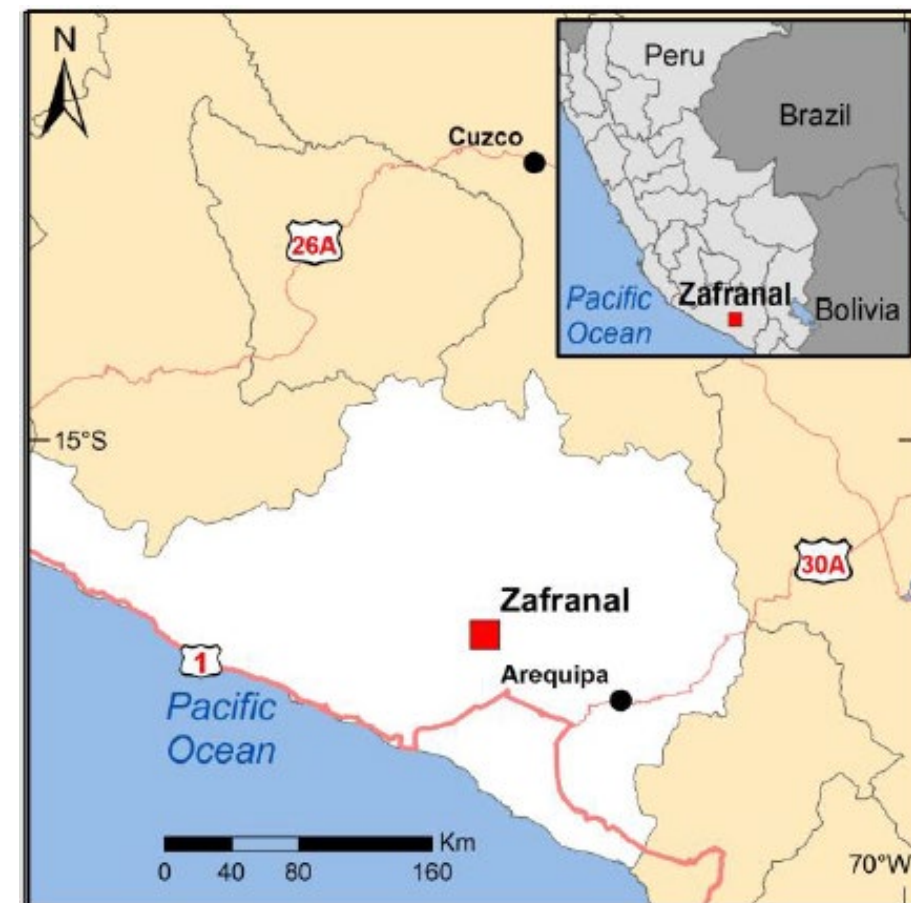 N
Cuzco
26A
Peru
Brazil
Pacific
Ocean
Zafranal
Bolivia
15°S
30A
Zafranal
1
Arequipa
Pacific
Ocean
Km
0 40 80 160
70°W